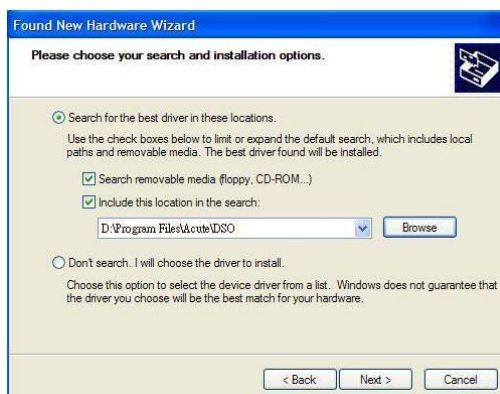 Found New Hardware Wizard
Please choose your search and installation options.
Search for the best driver in these locations.
Use the check boxes below to limit or expand the default search, which includes local
paths and removable media. The best driver found will be installed.
Search removable media (floppy, CD-ROM...)
Include this location in the search:
D:\Program Files\Acute\DSO
Browse
Don't search. I will choose the driver to install.
Choose this option to select the device driver from a list. Windows does not guarantee that
the driver you choose will be the best match for your hardware.
< Back Next > Cancel